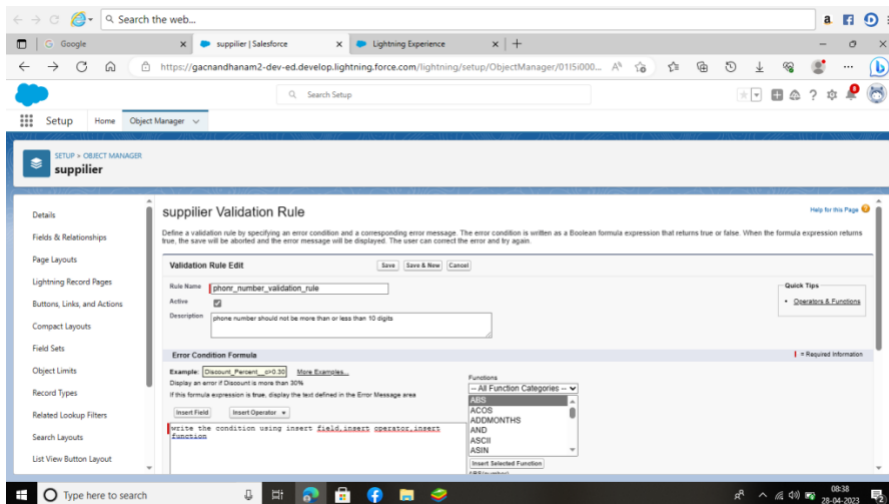 Search the web...
Google
suppilier | Salesforce
Lightning Experience
https://gacnandhanam2-dev-ed.develop.lightning.force.com/lightning/setup/ObjectManager/01I5i000...
Search Setup
Setup
Home
Object Manager
SETUP > OBJECT MANAGER
suppilier
Details
Fields & Relationships
Page Layouts
Lightning Record Pages
Buttons, Links, and Actions
Compact Layouts
Field Sets
Object Limits
Record Types
Related Lookup Filters
Search Layouts
List View Button Layout
suppilier Validation Rule
Help for this Page
Define a validation rule by specifying an error condition and a corresponding error message. The error condition is written as a Boolean formula expression that returns true or false. When the formula expression returns
true, the save will be aborted and the error message will be displayed. The user can correct the error and try again.
Validation Rule Edit
Save
Save & New
Cancel
Rule Name
phonr_number_validation_rule
Active
Description
phone number should not be more than or less than 10 digits
Quick Tips
Operators & Functions
Error Condition Formula
= Required Information
Example: Discount_Percent__c>0.30 More Examples...
Display an error if Discount is more than 30%
If this formula expression is true, display the text defined in the Error Message area
Insert Field
Insert Operator
write the condition using insert field,insert operator,insert
function
Functions
-- All Function Categories --
ABS
ACOS
ADDMONTHS
AND
ASCII
ASIN
Insert Selected Function
Type here to search
08:38
28-04-2023